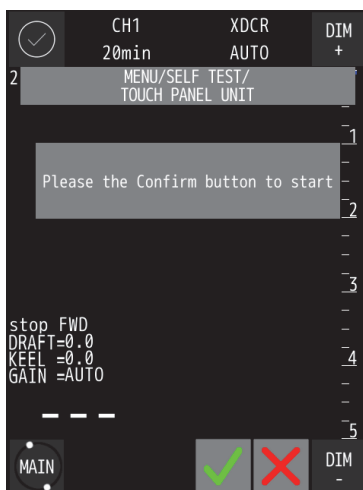 CH1 XDCR DIM
20min AUTO +
2 MENU/SELF TEST/
TOUCH PANEL UNIT
1
Please the Confirm button to start
2
3
stop FWD
DRAFT=0.0
KEEL =0.0
GAIN =AUTO
4
– – –
5
MAIN DIM
-